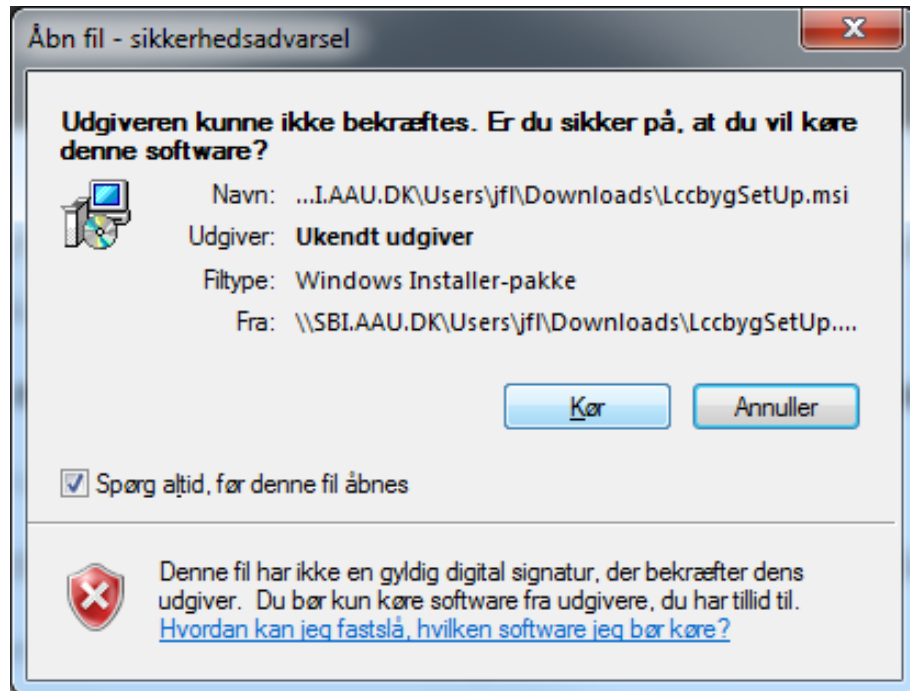 Åbn fil - sikkerhedsadvarsel
Udgiveren kunne ikke bekræftes. Er du sikker på, at du vil køre
denne software?
Navn: ...I.AAU.DK\Users\jfl\Downloads\LccbygSetUp.msi
Udgiver: Ukendt udgiver
Filtype: Windows Installer-pakke
Fra: \\SBI.AAU.DK\Users\jfl\Downloads\LccbygSetUp....
Kør Annuller
Spørg altid, før denne fil åbnes
Denne fil har ikke en gyldig digital signatur, der bekræfter dens
udgiver. Du bør kun køre software fra udgivere, du har tillid til.
Hvordan kan jeg fastslå, hvilken software jeg bør køre?